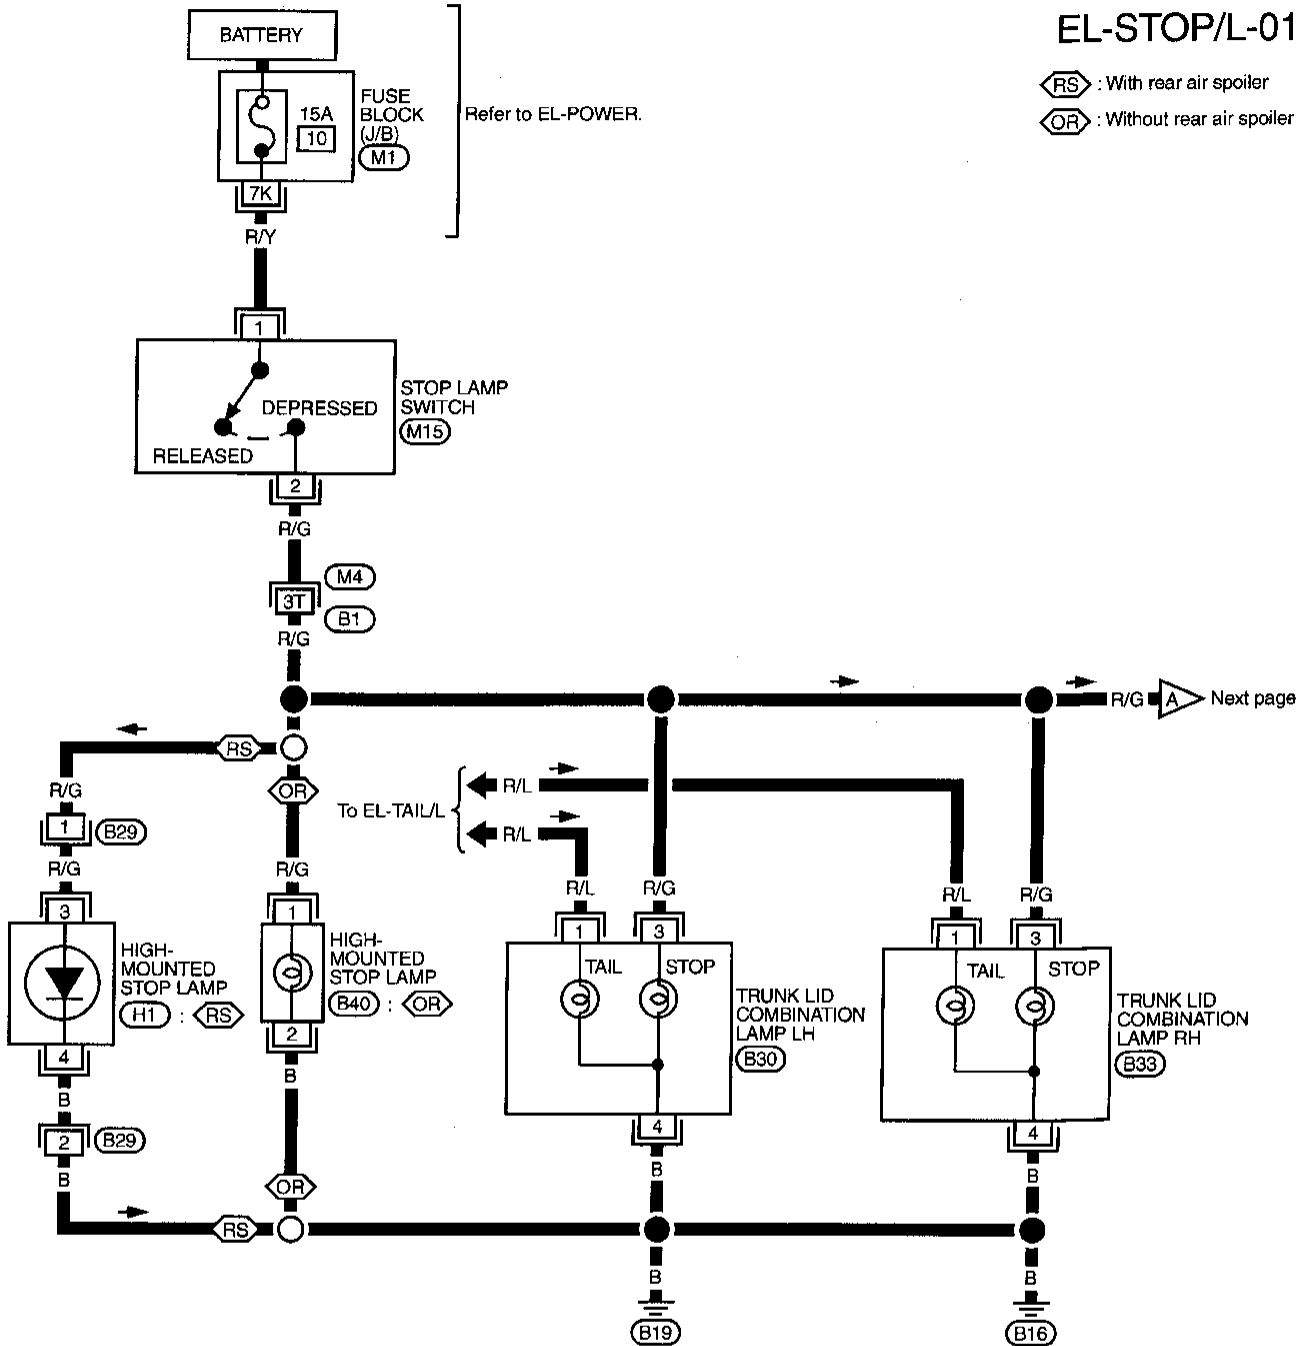 EL-STOP/L-01
RS : With rear air spoiler
OR : Without rear air spoiler
BATTERY
15A
10
FUSE
BLOCK
(J/B)
M1
Refer to EL-POWER.
7K
R/Y
1
DEPRESSED
RELEASED
STOP LAMP
SWITCH
M15
2
R/G
M4
3T
B1
R/G
R/G
A
Next page
RS
OR
R/G
1
B29
R/G
To EL-TAIL/L
R/L
R/L
R/G
R/L
R/G
R/L
R/G
3
HIGH-
MOUNTED
STOP LAMP
H1 : RS
4
B
2
B29
B
1
HIGH-
MOUNTED
STOP LAMP
B40 : OR
2
B
OR
RS
1
3
TAIL
STOP
TRUNK LID
COMBINATION
LAMP LH
B30
4
B
B
B19
1
3
TAIL
STOP
TRUNK LID
COMBINATION
LAMP RH
B33
4
B
B
B16